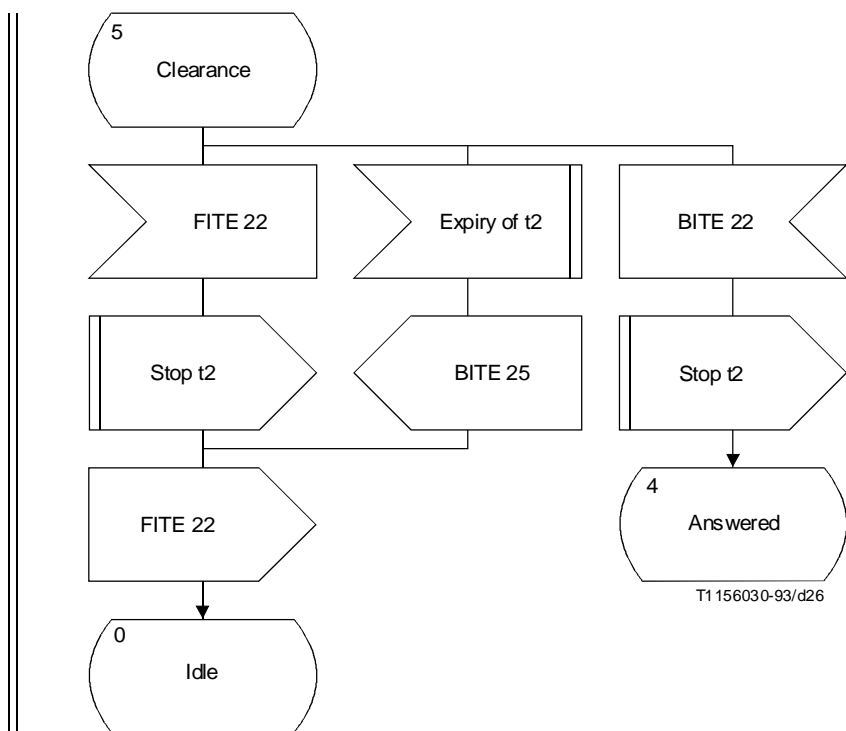 5
Clearance
FITE 22
Expiry of t2
BITE 22
Stop t2
BITE 25
Stop t2
FITE 22
4
Answered
T1156030-93/d26
0
Idle